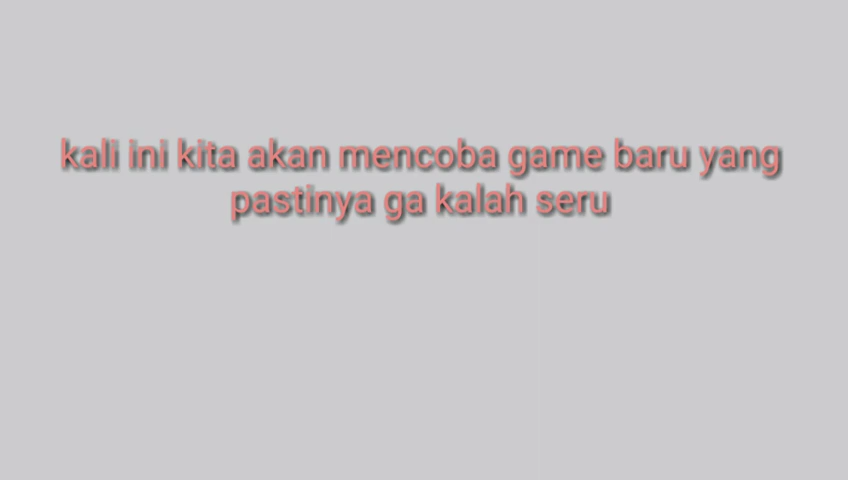 kali ini kita akan mencoba game baru yang
pastinya ga kalah seru